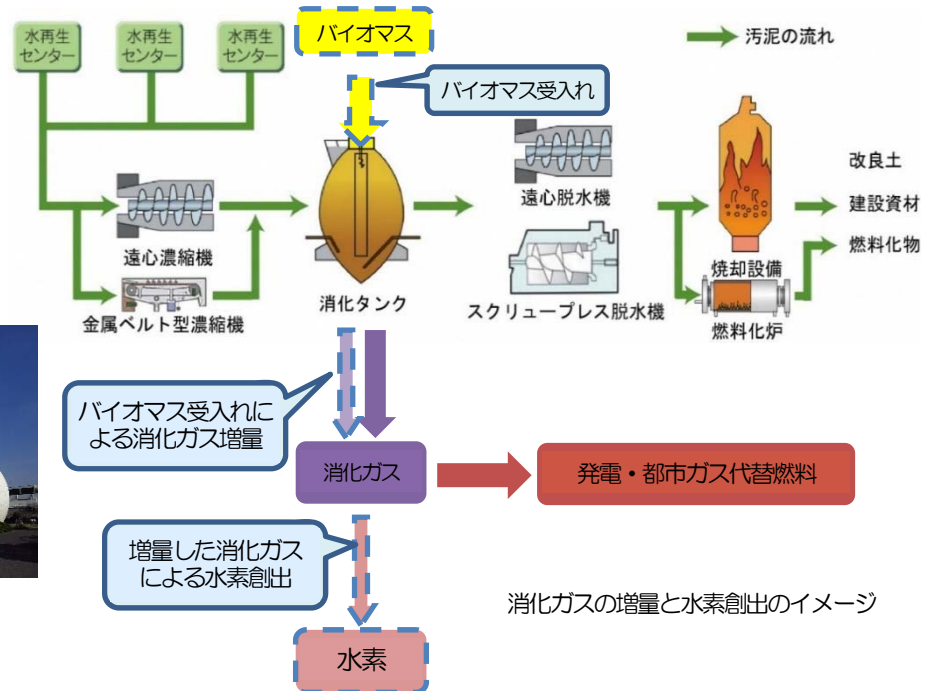 水再生
センター
水再生
センター
水再生
センター
バイオマス
汚泥の流れ
バイオマス受入れ
遠心濃縮機
金属ベルト型濃縮機
消化タンク
遠心脱水機
スクリュープレス脱水機
焼却設備
燃料化炉
改良土
建設資材
燃料化物
バイオマス受入れに
よる消化ガス増量
消化ガス
発電・都市ガス代替燃料
増量した消化ガス
による水素創出
消化ガスの増量と水素創出のイメージ
水素